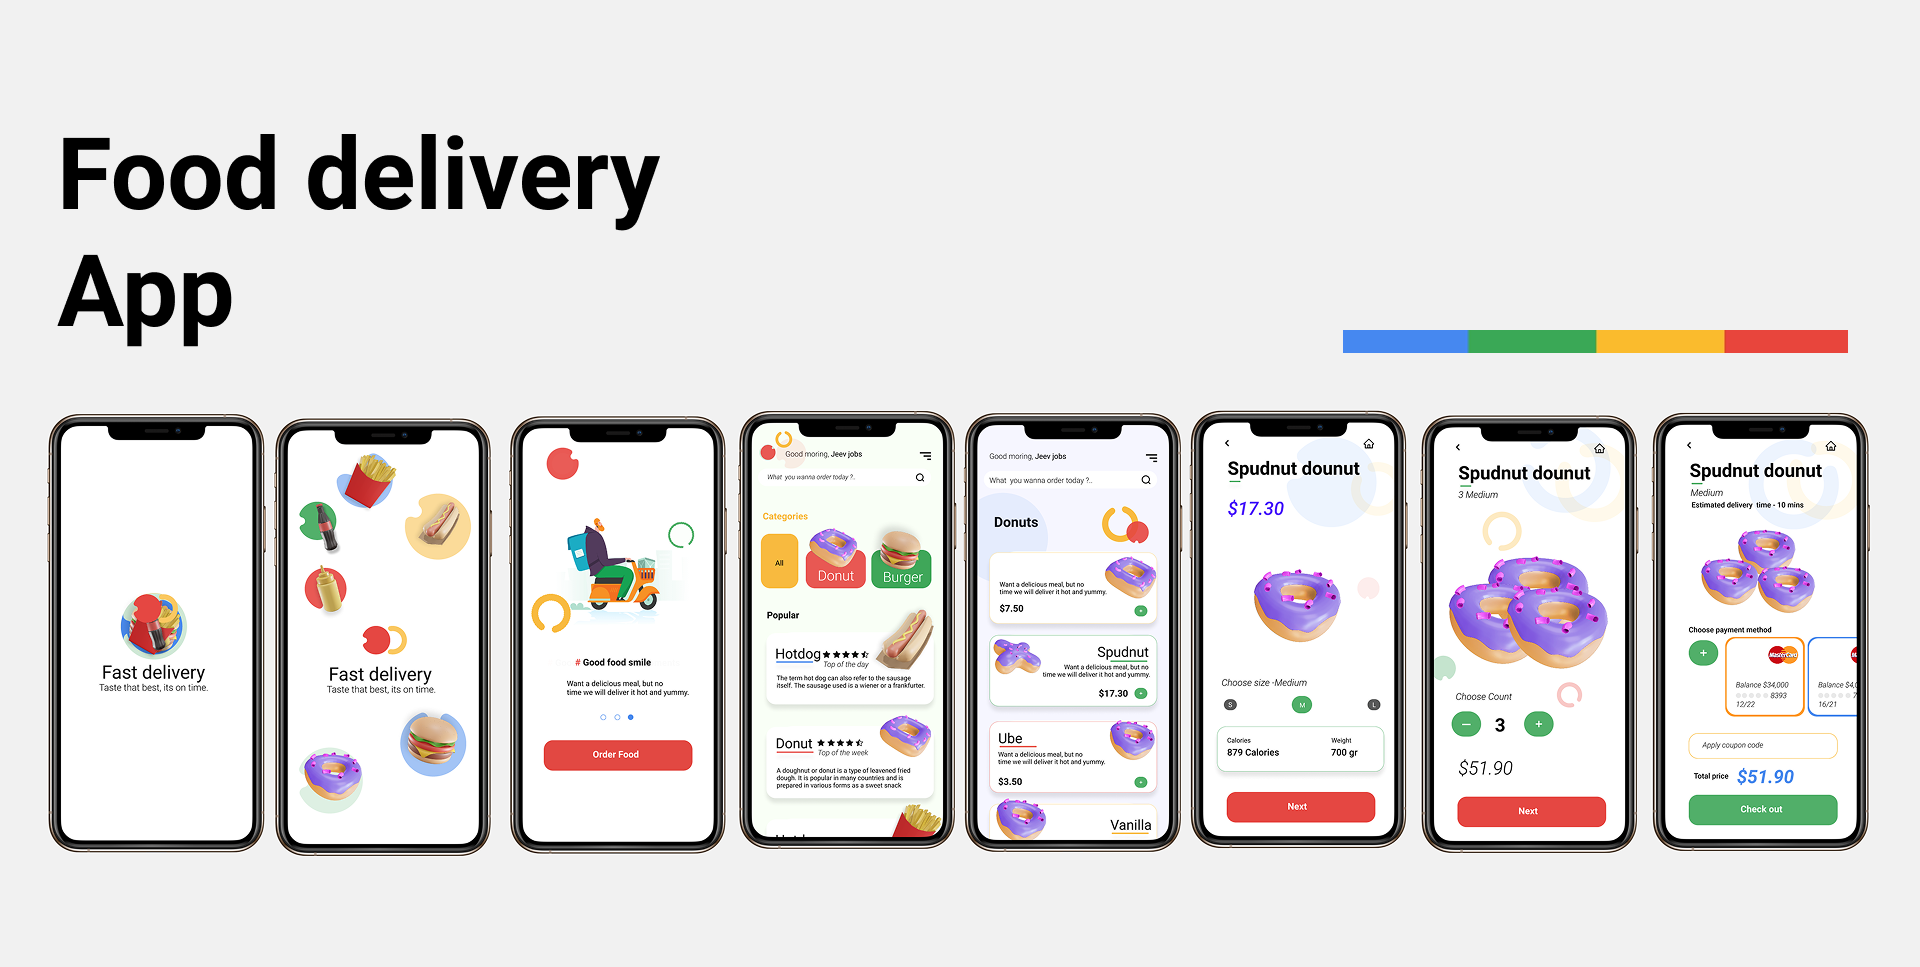 Food delivery
App
Fast delivery
Taste that best, its on time.
Fast delivery
Taste that best, its on time.
# Good food smile
Want a delicious meal, but no
time we will deliver it hot and yummy.
Order Food
Good moring, Jeev jobs
What you wanna order today ?..
Categories
All
Donut
Burger
Popular
Hotdog
Top of the day
The term hot dog can also refer to the sausage
itself. The sausage used is a wiener or a frankfurter.
Donut
Top of the week
A doughnut or donut is a type of leavened fried
dough. It is popular in many countries and is
prepared in various forms as a sweet snack
Good moring, Jeev jobs
What you wanna order today ?..
Donuts
Want a delicious meal, but no
time we will deliver it hot and yummy.
$7.50
+
Spudnut
Want a delicious meal, but no
time we will deliver it hot and yummy.
$17.30
+
Ube
Want a delicious meal, but no
time we will deliver it hot and yummy.
$3.50
+
Vanilla
Spudnut dounut
$17.30
Choose size -Medium
S
M
L
Calories
Weight
879 Calories
700 gr
Next
Spudnut dounut
3 Medium
Choose Count
– 3 +
$51.90
Next
Spudnut dounut
Medium
Estimated delivery time - 10 mins
Choose payment method
+
MasterCard
Balance $34,000
8393
12/22
Balance $4,0
7
16/21
Apply coupon code
Total price $51.90
Check out